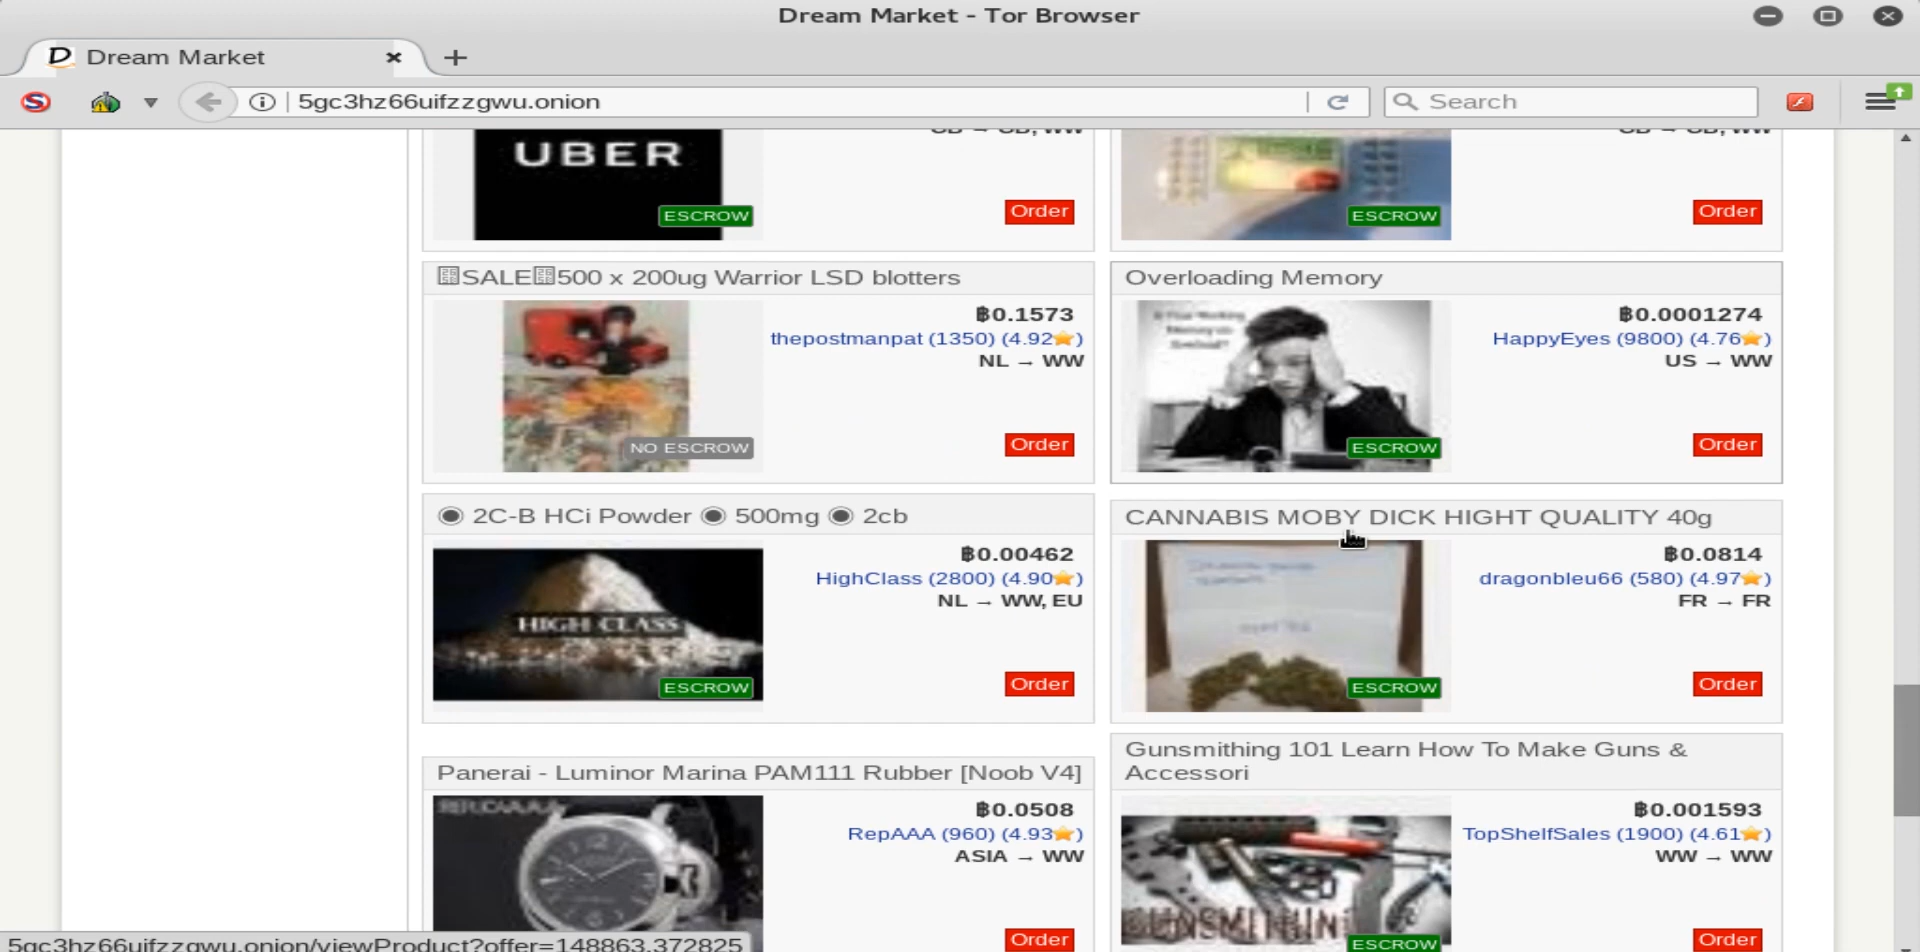 Dream Market - Tor Browser
Dream Market
5gc3hz66uifzzgwu.onion
Search
UBER
ESCROW
Order
ESCROW
Order
SALE 500 x 200ug Warrior LSD blotters
฿0.1573
thepostmanpat (1350) (4.92⭐)
NL → WW
NO ESCROW
Order
Overloading Memory
฿0.0001274
HappyEyes (9800) (4.76⭐)
US → WW
ESCROW
Order
◉ 2C-B HCi Powder ◉ 500mg ◉ 2cb
฿0.00462
HighClass (2800) (4.90⭐)
NL → WW, EU
HIGH CLASS
ESCROW
Order
CANNABIS MOBY DICK HIGHT QUALITY 40g
฿0.0814
dragonbleu66 (580) (4.97⭐)
FR → FR
ESCROW
Order
Panerai - Luminor Marina PAM111 Rubber [Noob V4]
฿0.0508
RepAAA (960) (4.93⭐)
ASIA → WW
Order
Gunsmithing 101 Learn How To Make Guns &
Accessori
฿0.001593
TopShelfSales (1900) (4.61⭐)
WW → WW
ESCROW
Order
5gc3hz66uifzzgwu.onion/viewProduct?offer=148863.372825